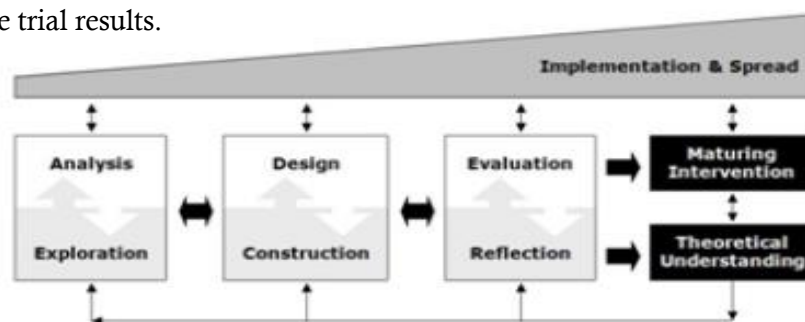 e trial results.
Implementation & Spread
Analysis
Exploration
Design
Construction
Evaluation
Reflection
Maturing
Intervention
Theoretical
Understanding